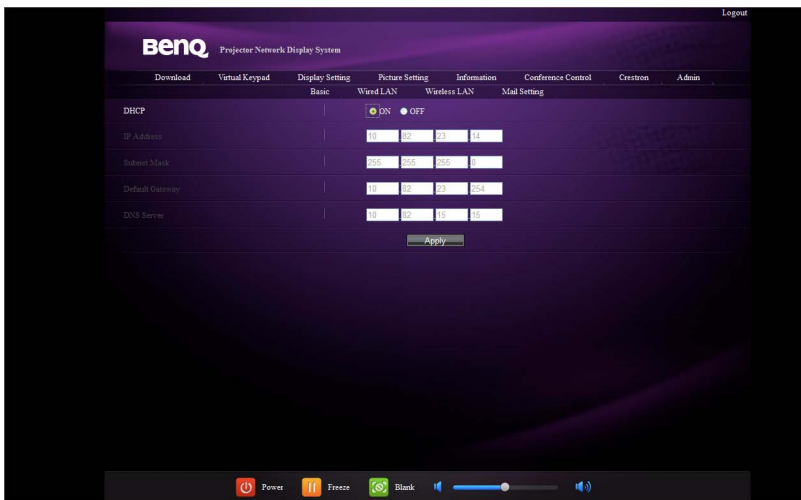 Logout
BenQ Projector Network Display System
Download Virtual Keypad Display Setting Picture Setting Information Conference Control Crestron Admin
Basic Wired LAN Wireless LAN Mail Setting
DHCP ON OFF
IP Address 10 .82 .23 .14
Subnet Mask 255 .255 .255 .0
Default Gateway 10 .82 .23 .254
DNS Server 10 .82 .15 .15
Apply
Power Freeze Blank